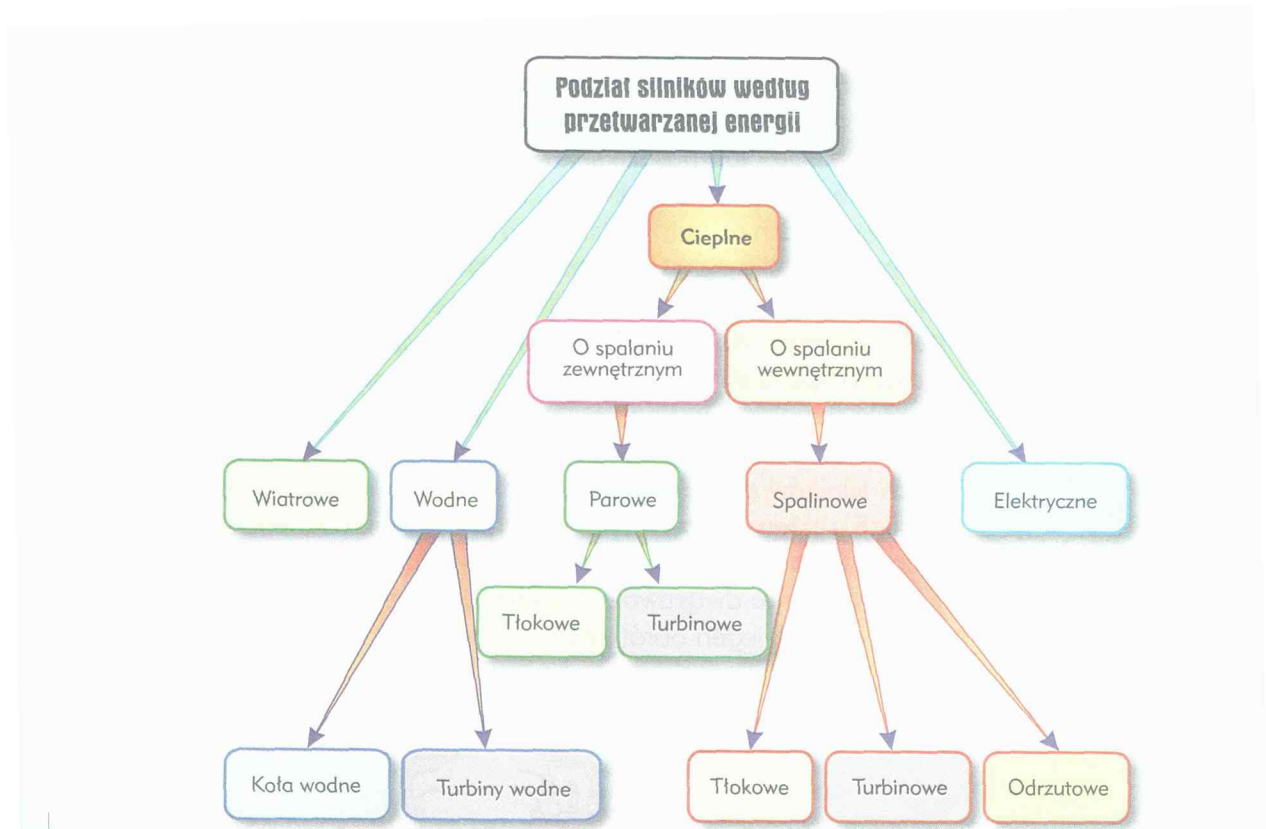 Podział silników według
przetwarzanej energii
Cieplne
O spalaniu
zewnętrznym
O spalaniu
wewnętrznym
Wiatrowe
Wodne
Parowe
Spalinowe
Elektryczne
Tłokowe
Turbinowe
Koła wodne
Turbiny wodne
Tłokowe
Turbinowe
Odrzutowe